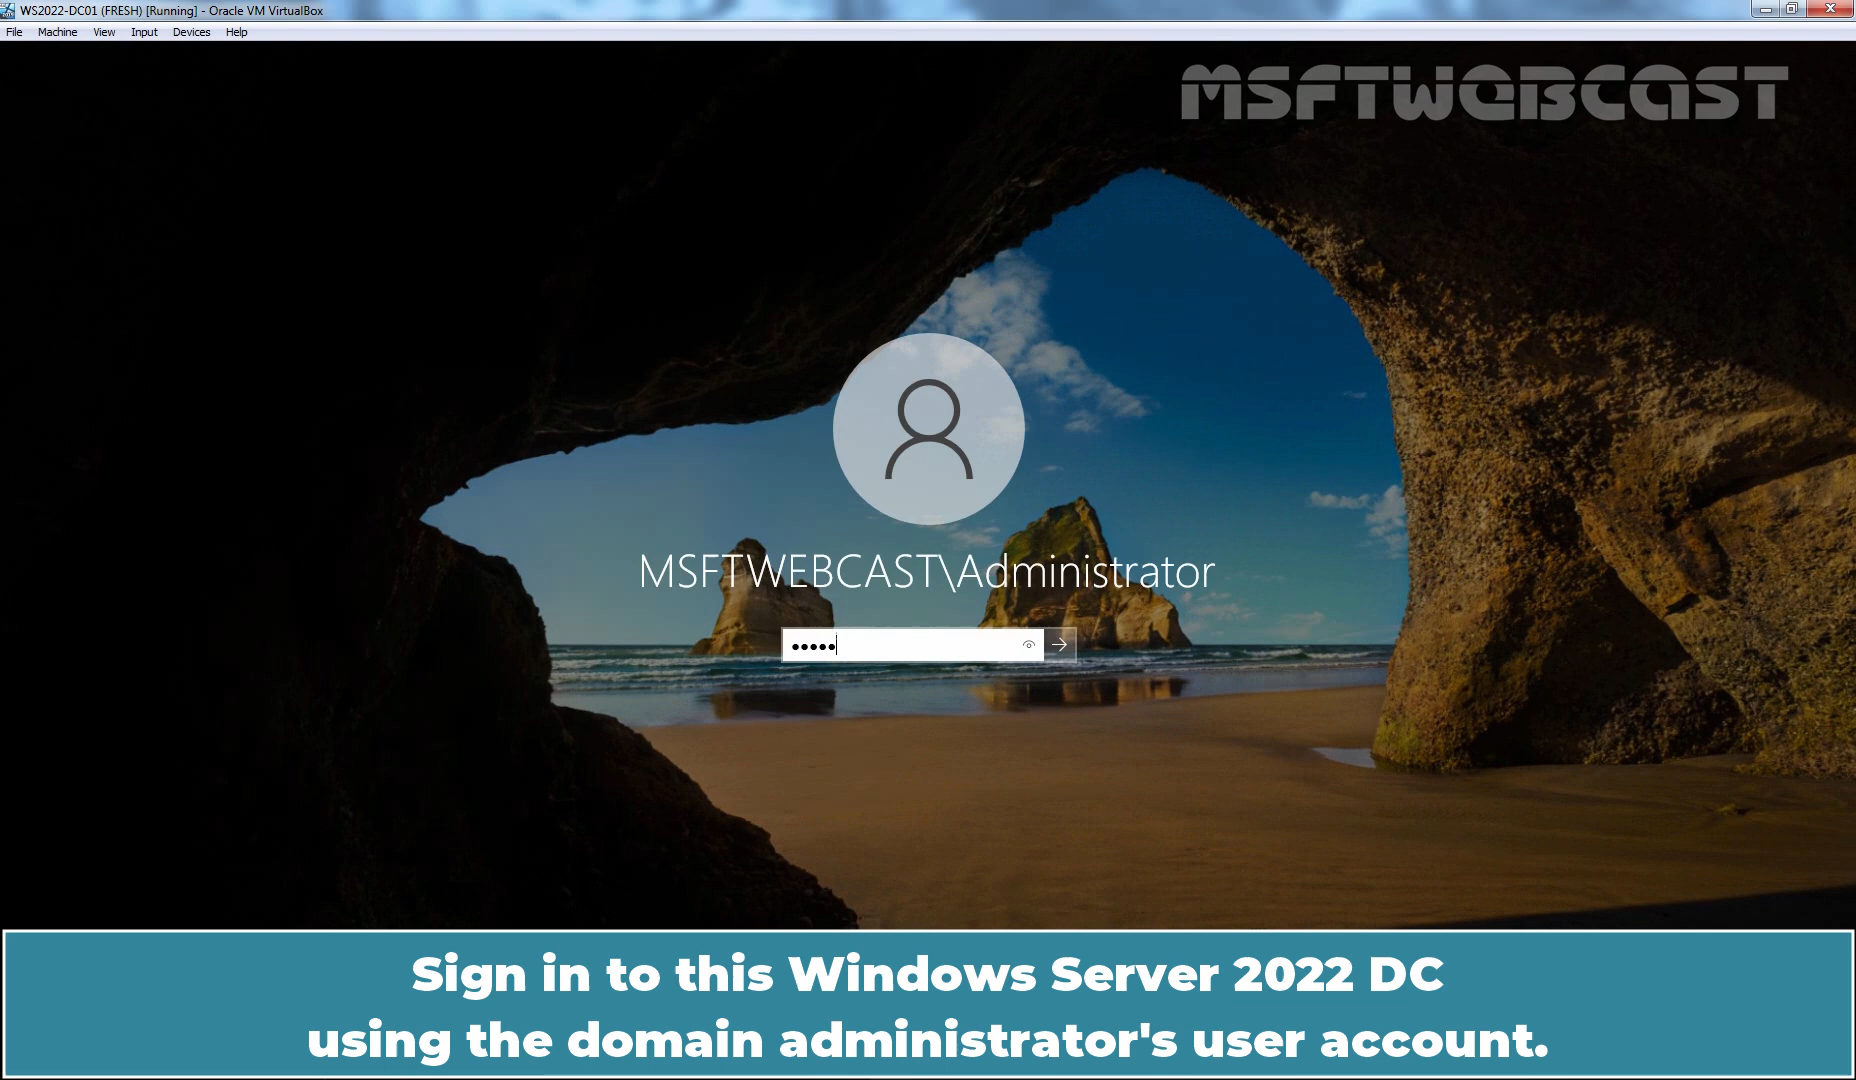 WS2022-DC01 (FRESH) [Running] - Oracle VM VirtualBox
File Machine View Input Devices Help
MSFTWEBCAST
MSFTWEBCAST\Administrator
Sign in to this Windows Server 2022 DC
using the domain administrator's user account.